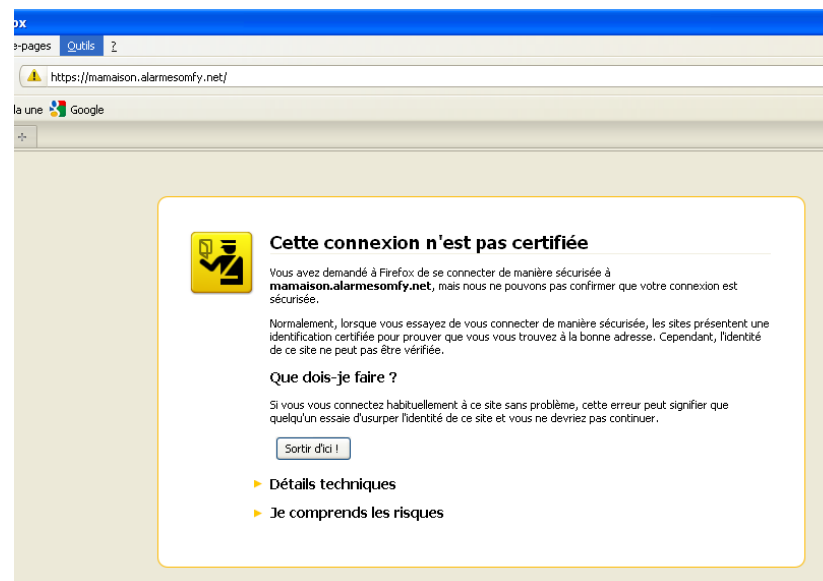 ox
e-pages Outils ?
https://mamaison.alarmesomfy.net/
la une Google
Cette connexion n'est pas certifiée
Vous avez demandé à Firefox de se connecter de manière sécurisée à
mamaison.alarmesomfy.net, mais nous ne pouvons pas confirmer que votre connexion est
sécurisée.
Normalement, lorsque vous essayez de vous connecter de manière sécurisée, les sites présentent une
identification certifiée pour prouver que vous vous trouvez à la bonne adresse. Cependant, l'identité
de ce site ne peut pas être vérifiée.
Que dois-je faire ?
Si vous vous connectez habituellement à ce site sans problème, cette erreur peut signifier que
quelqu'un essaie d'usurper l'identité de ce site et vous ne devriez pas continuer.
Sortir d'ici !
Détails techniques
Je comprends les risques